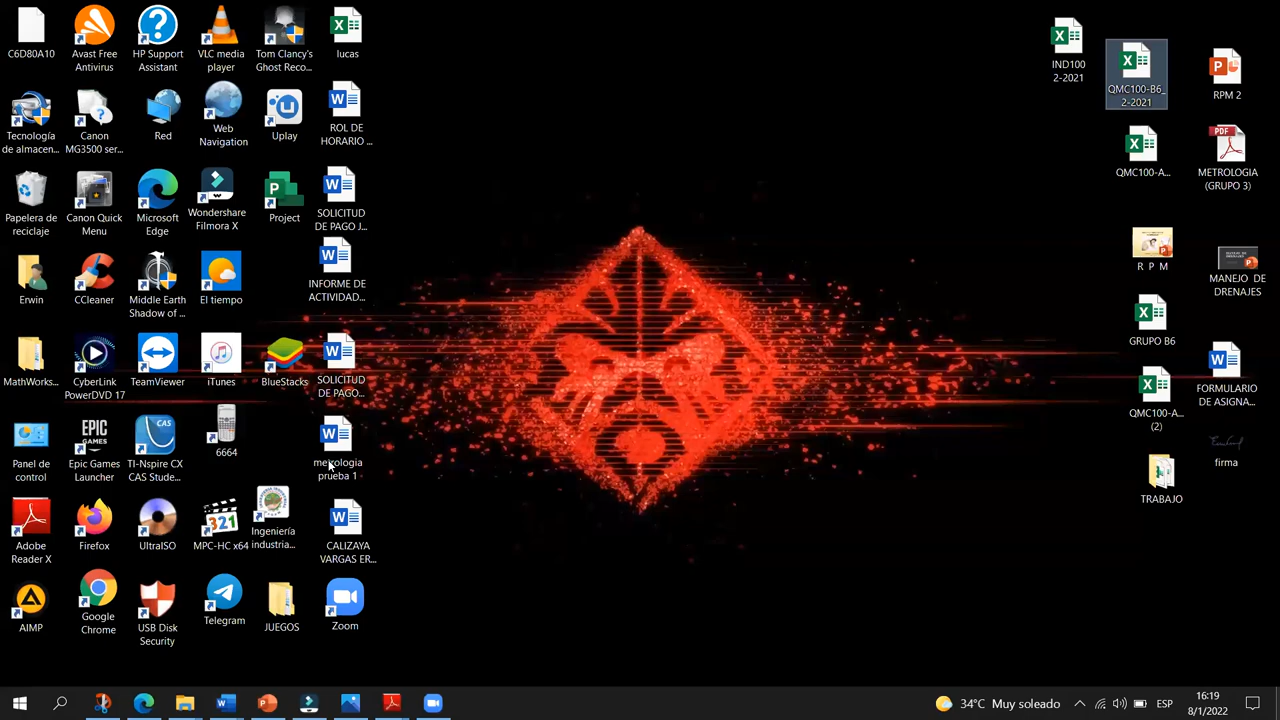 C6D80A10
Avast Free
Antivirus
HP Support
Assistant
VLC media
player
Tom Clancy's
Ghost Reco...
lucas
Tecnología
de almacen...
Canon
MG3500 ser...
Red
Web
Navigation
Uplay
ROL DE
HORARIO ...
Papelera de
reciclaje
Canon Quick
Menu
Microsoft
Edge
Wondershare
Filmora X
Project
SOLICITUD
DE PAGO J...
Erwin
CCleaner
Middle Earth
Shadow of ...
El tiempo
INFORME DE
ACTIVIDAD...
MathWorks...
CyberLink
PowerDVD 17
TeamViewer
iTunes
BlueStacks
SOLICITUD
DE PAGO...
Panel de
control
Epic Games
Launcher
TI-Nspire CX
CAS Stude...
6664
metrologia
prueba 1
Adobe
Reader X
Firefox
UltraISO
MPC-HC x64
Ingeniería
industria...
CALIZAYA
VARGAS ER...
AIMP
Google
Chrome
USB Disk
Security
Telegram
JUEGOS
Zoom
IND100
2-2021
QMC100-B6_
2-2021
RPM 2
QMC100-A...
METROLOGIA
(GRUPO 3)
R P M
MANEJO DE
DRENAJES
GRUPO B6
QMC100-A...
(2)
FORMULARIO
DE ASIGNA...
firma
TRABAJO
34°C Muy soleado
ESP
16:19
8/1/2022